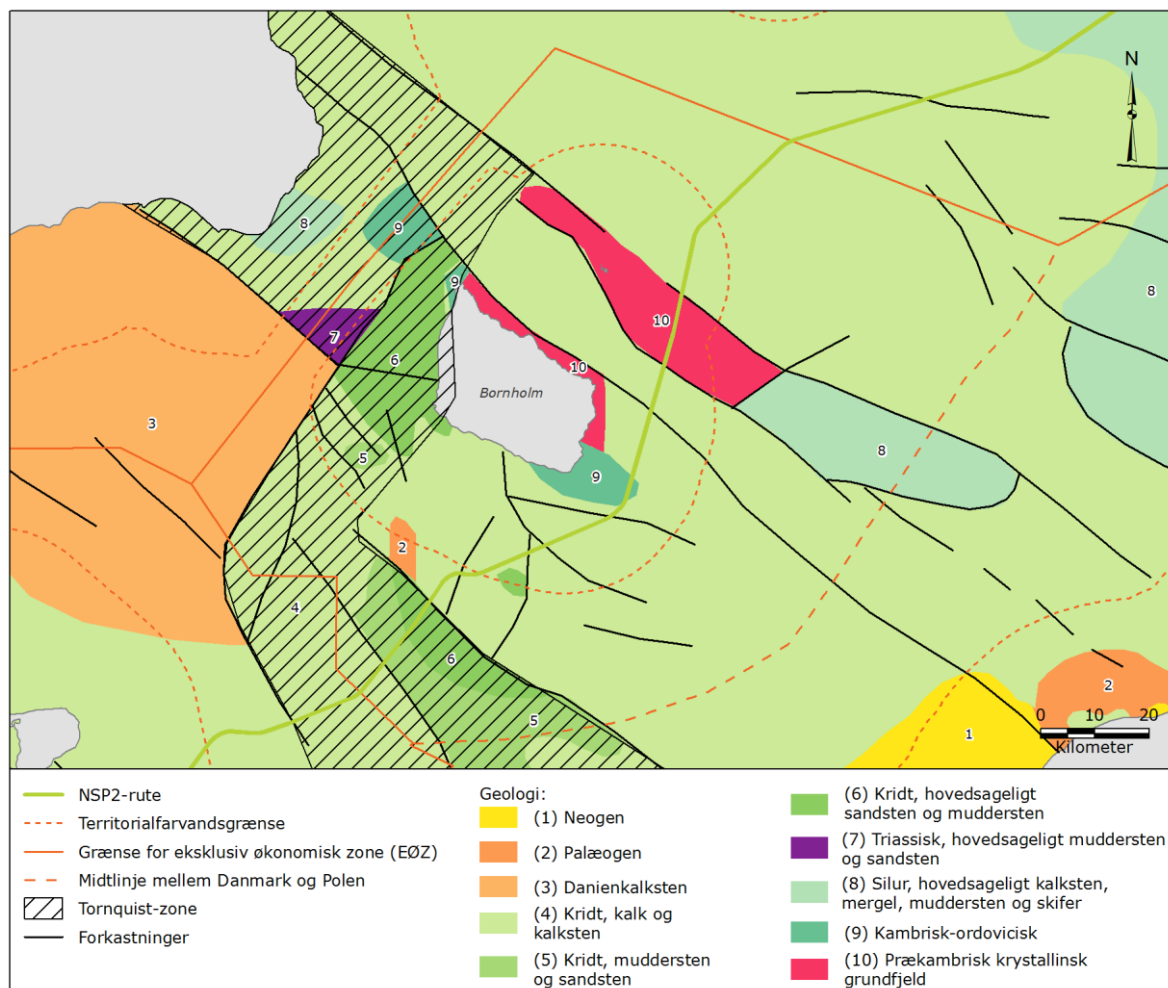 N
8
9
9
7
10
8
6
10
Bornholm
3
8
5
9
2
4
6
2
5
1
0 10 20
Kilometer
NSP2-rute
Territorialfarvandsgrænse
Grænse for eksklusiv økonomisk zone (EØZ)
Midtlinje mellem Danmark og Polen
Tornquist-zone
Forkastninger
Geologi:
(1) Neogen
(2) Palæogen
(3) Danienkalksten
(4) Kridt, kalk og
kalksten
(5) Kridt, muddersten
og sandsten
(6) Kridt, hovedsageligt
sandsten og muddersten
(7) Triassisk, hovedsageligt muddersten
og sandsten
(8) Silur, hovedsageligt kalksten,
mergel, muddersten og skifer
(9) Kambrisk-ordovicisk
(10) Prækambrisk krystallinsk
grundfjeld